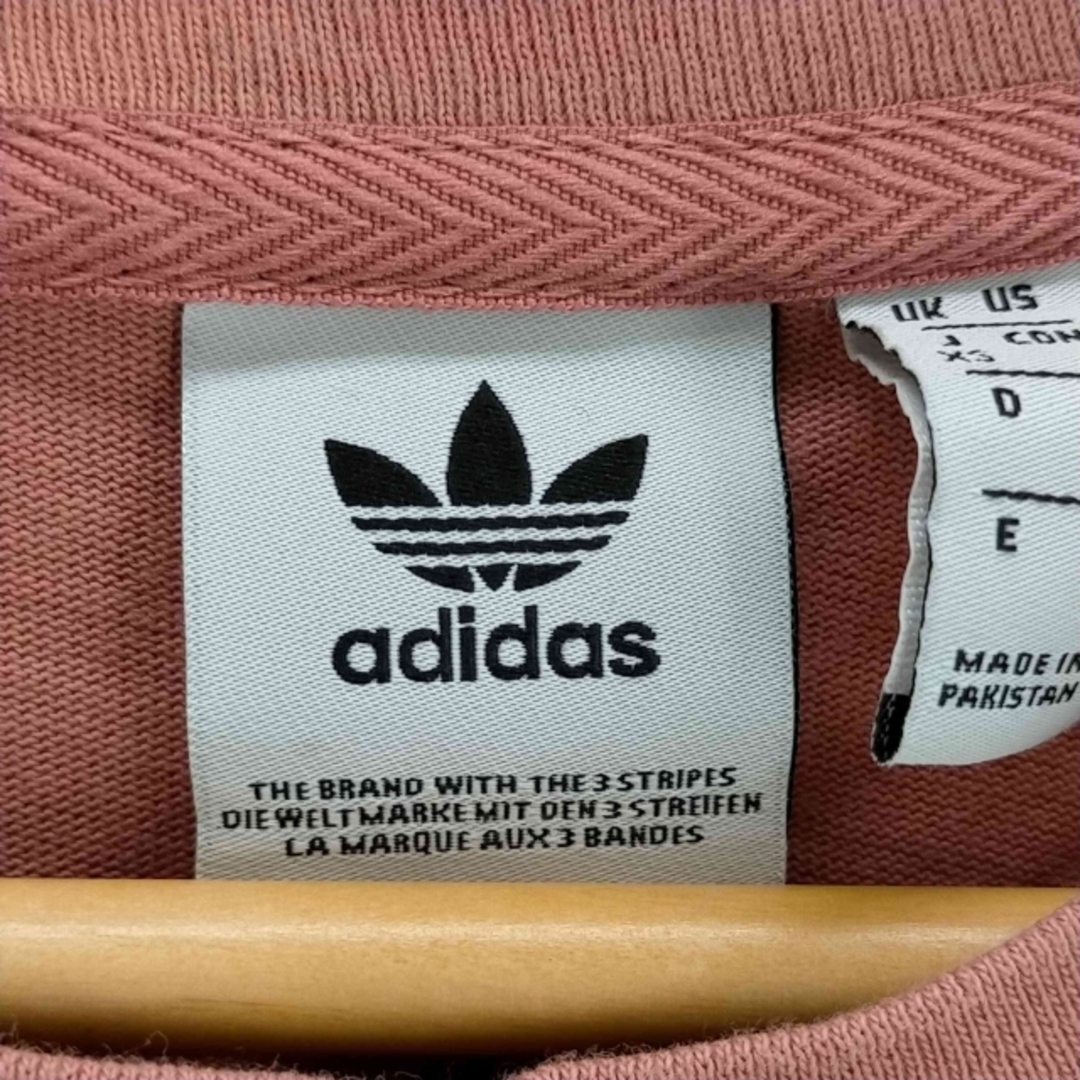 adidas
THE BRAND WITH THE 3 STRIPES
DIE WELTMARKE MIT DEN 3 STREIFEN
LA MARQUE AUX 3 BANDES
UK US
J
XS
D
E
MADE IN
PAKISTAN